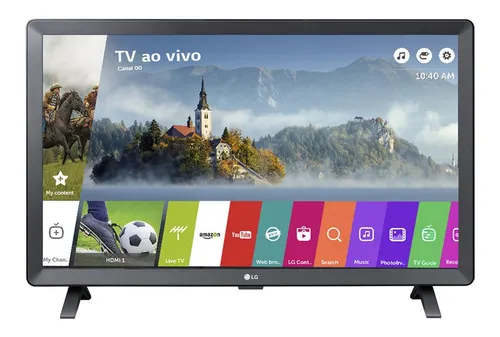 TV ao vivo
Canal 00
10:40 AM
My content
My Chan..
HDMI 1
Live TV
amazon
YouTube
Web bro..
LG Cont..
Search
Music
Photo&v..
TV Guide
Reco
LG